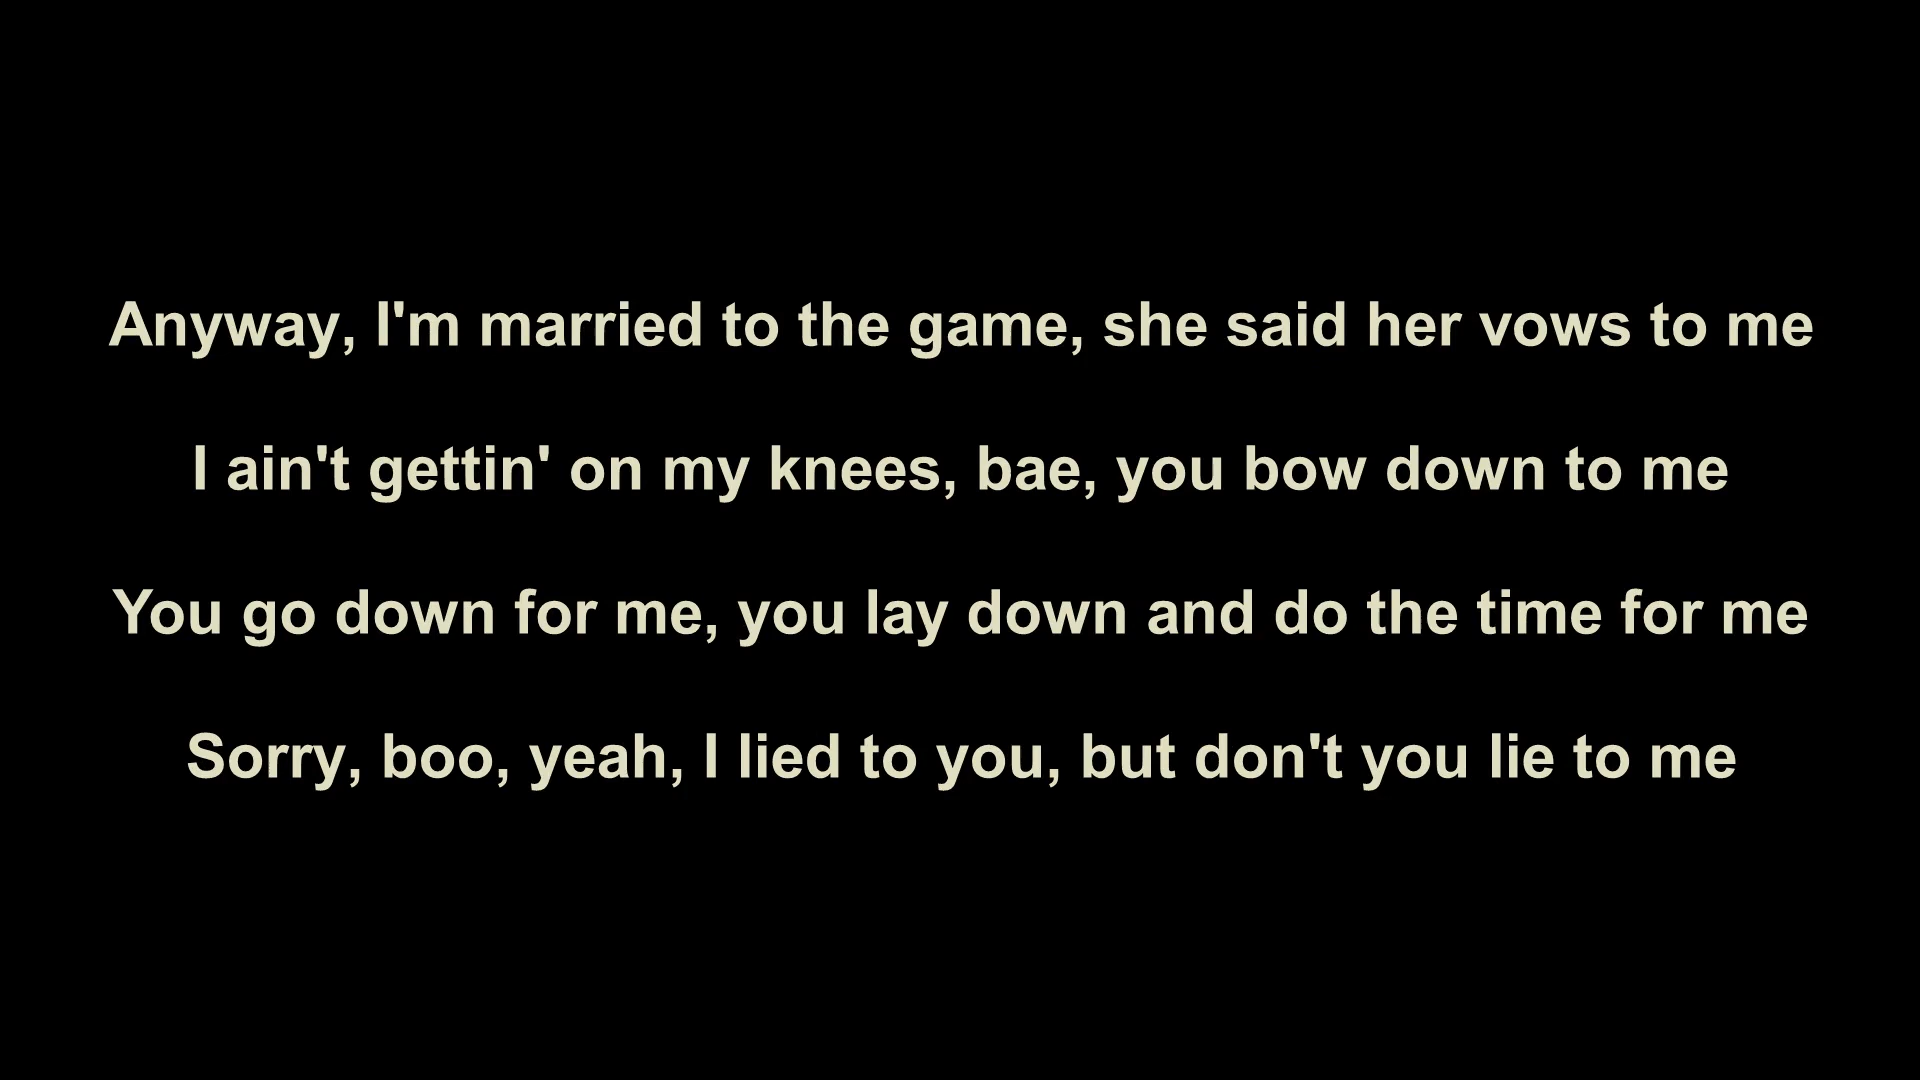 Anyway, I'm married to the game, she said her vows to me
I ain't gettin' on my knees, bae, you bow down to me
You go down for me, you lay down and do the time for me
Sorry, boo, yeah, I lied to you, but don't you lie to me